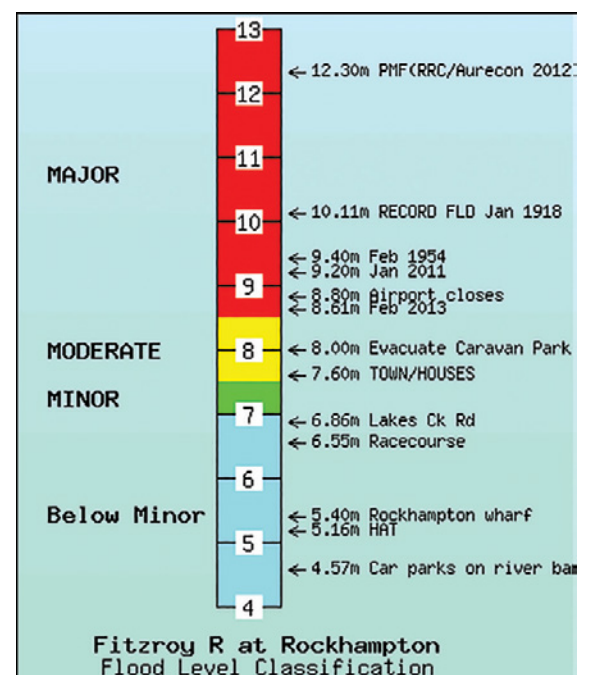 13
← 12.30m PMF(RRC/Aurecon 2012)
12
11
MAJOR
← 10.11m RECORD FLD Jan 1918
10
← 9.40m Feb 1954
← 9.20m Jan 2011
9
← 8.80m Airport closes
← 8.61m Feb 2013
MODERATE
8
← 8.00m Evacuate Caravan Park
← 7.60m TOWN/HOUSES
MINOR
7
← 6.86m Lakes Ck Rd
← 6.55m Racecourse
6
Below Minor
← 5.40m Rockhampton wharf
← 5.16m HAT
5
← 4.57m Car parks on river
4
Fitzroy R at Rockhampton
Flood Level Classification